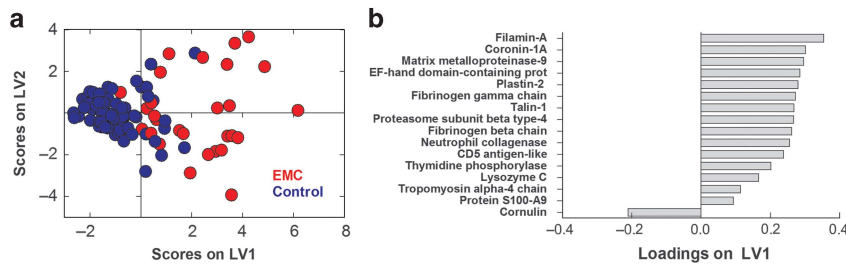 a
Scores on LV2
4
2
0
−2
−4
EMC
Control
−2
0
2
4
6
8
Scores on LV1
b
Filamin-A
Coronin-1A
Matrix metalloproteinase-9
EF-hand domain-containing prot
Plastin-2
Fibrinogen gamma chain
Talin-1
Proteasome subunit beta type-4
Fibrinogen beta chain
Neutrophil collagenase
CD5 antigen-like
Thymidine phosphorylase
Lysozyme C
Tropomyosin alpha-4 chain
Protein S100-A9
Cornulin
−0.4
−0.2
0.0
0.2
0.4
Loadings on LV1